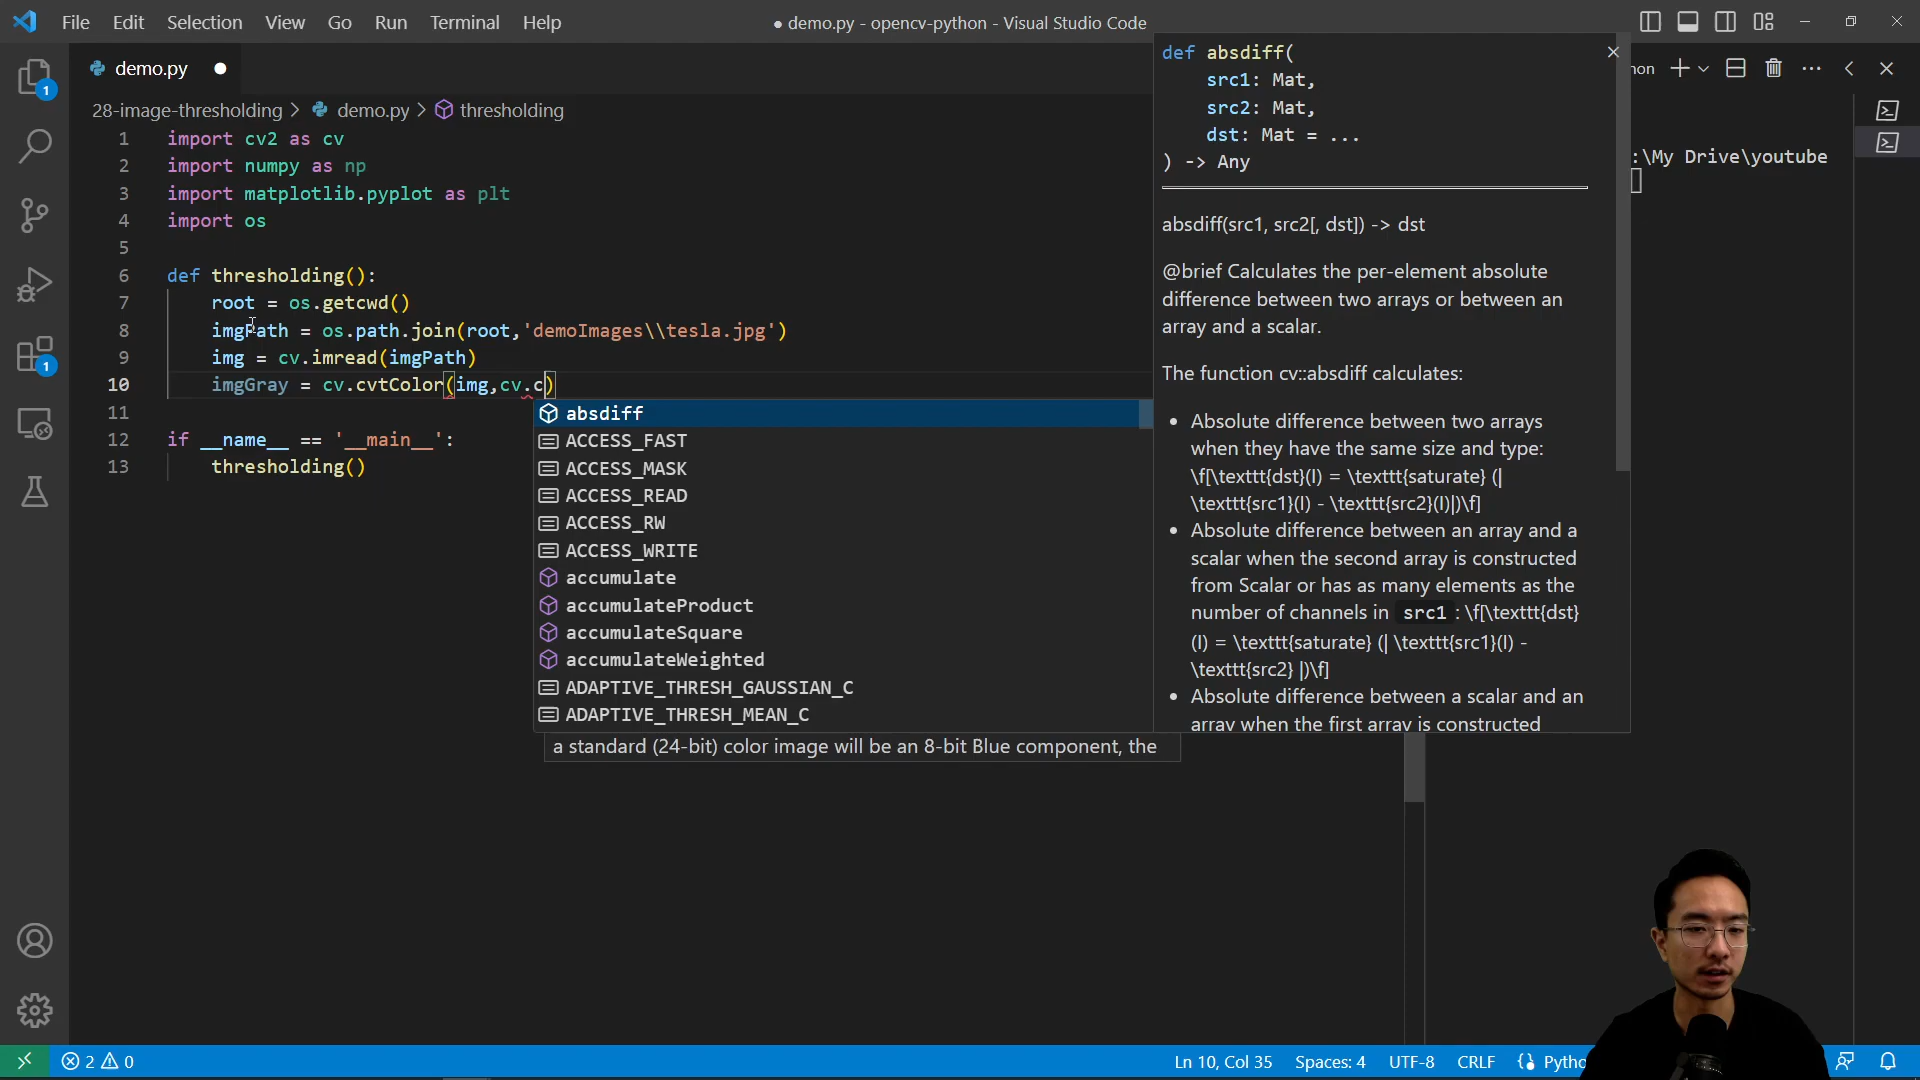 File Edit Selection View Go Run Terminal Help
● demo.py - opencv-python - Visual Studio Code
demo.py
28-image-thresholding > demo.py > thresholding
1 import cv2 as cv
2 import numpy as np
3 import matplotlib.pyplot as plt
4 import os
5
6 def thresholding():
7 root = os.getcwd()
8 imgPath = os.path.join(root,'demoImages\\tesla.jpg')
9 img = cv.imread(imgPath)
10 imgGray = cv.cvtColor(img,cv.c)
11
12 if __name__ == '__main__':
13 thresholding()
absdiff
ACCESS_FAST
ACCESS_MASK
ACCESS_READ
ACCESS_RW
ACCESS_WRITE
accumulate
accumulateProduct
accumulateSquare
accumulateWeighted
ADAPTIVE_THRESH_GAUSSIAN_C
ADAPTIVE_THRESH_MEAN_C
a standard (24-bit) color image will be an 8-bit Blue component, the
def absdiff(
src1: Mat,
src2: Mat,
dst: Mat = ...
) -> Any
absdiff(src1, src2[, dst]) -> dst
@brief Calculates the per-element absolute
difference between two arrays or between an
array and a scalar.
The function cv::absdiff calculates:
• Absolute difference between two arrays
when they have the same size and type:
\f[\texttt{dst}(I) = \texttt{saturate} (|
\texttt{src1}(I) - \texttt{src2}(I)|)\f]
• Absolute difference between an array and a
scalar when the second array is constructed
from Scalar or has as many elements as the
number of channels in src1 : \f[\texttt{dst}
(I) = \texttt{saturate} (| \texttt{src1}(I) -
\texttt{src2} |)\f]
• Absolute difference between a scalar and an
array when the first array is constructed
:\My Drive\youtube
1
1
2 0
Ln 10, Col 35 Spaces: 4 UTF-8 CRLF